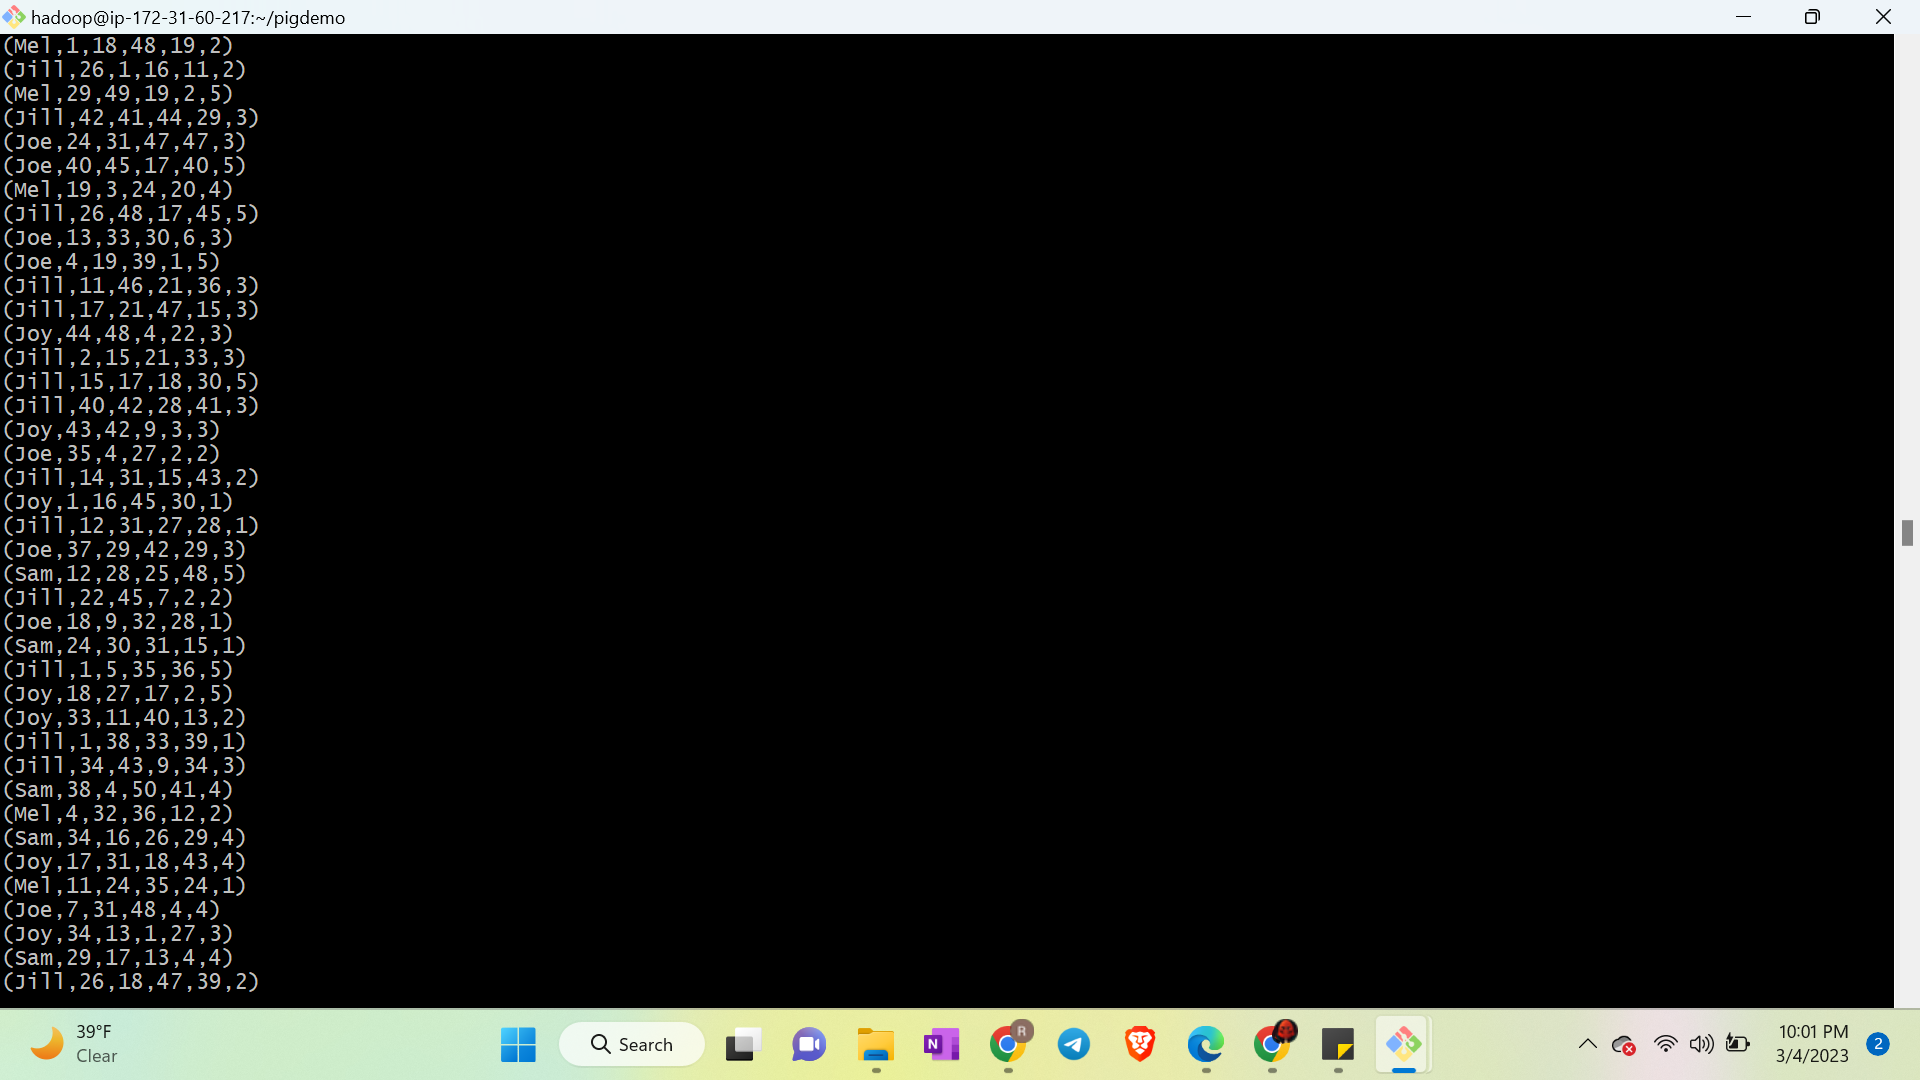 hadoop@ip-172-31-60-217:~/pigdemo
(Mel,1,18,48,19,2)
(Jill,26,1,16,11,2)
(Mel,29,49,19,2,5)
(Jill,42,41,44,29,3)
(Joe,24,31,47,47,3)
(Joe,40,45,17,40,5)
(Mel,19,3,24,20,4)
(Jill,26,48,17,45,5)
(Joe,13,33,30,6,3)
(Joe,4,19,39,1,5)
(Jill,11,46,21,36,3)
(Jill,17,21,47,15,3)
(Joy,44,48,4,22,3)
(Jill,2,15,21,33,3)
(Jill,15,17,18,30,5)
(Jill,40,42,28,41,3)
(Joy,43,42,9,3,3)
(Joe,35,4,27,2,2)
(Jill,14,31,15,43,2)
(Joy,1,16,45,30,1)
(Jill,12,31,27,28,1)
(Joe,37,29,42,29,3)
(Sam,12,28,25,48,5)
(Jill,22,45,7,2,2)
(Joe,18,9,32,28,1)
(Sam,24,30,31,15,1)
(Jill,1,5,35,36,5)
(Joy,18,27,17,2,5)
(Joy,33,11,40,13,2)
(Jill,1,38,33,39,1)
(Jill,34,43,9,34,3)
(Sam,38,4,50,41,4)
(Mel,4,32,36,12,2)
(Sam,34,16,26,29,4)
(Joy,17,31,18,43,4)
(Mel,11,24,35,24,1)
(Joe,7,31,48,4,4)
(Joy,34,13,1,27,3)
(Sam,29,17,13,4,4)
(Jill,26,18,47,39,2)
39°F
Clear
Search
N
R
10:01 PM
3/4/2023
2